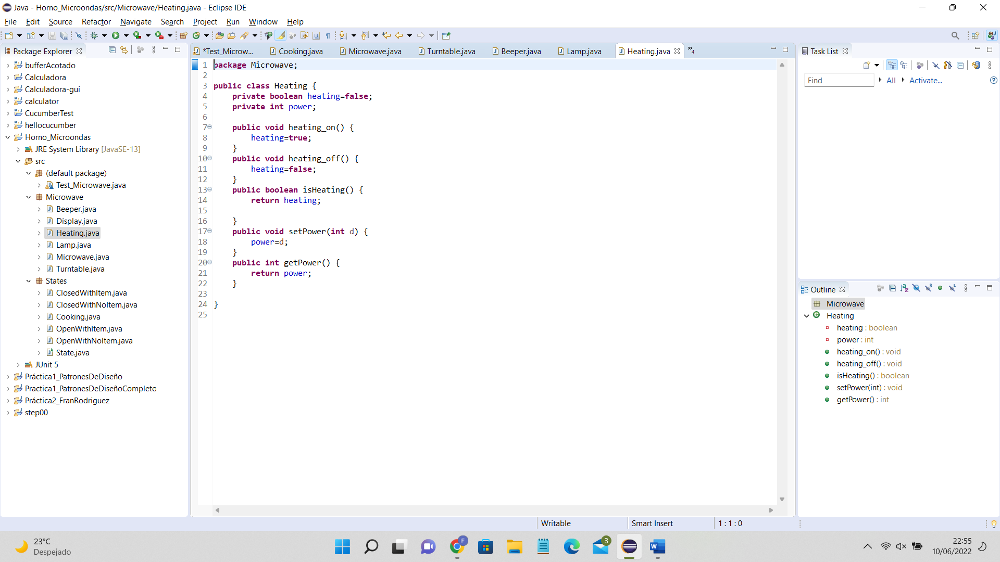 Java - Horno_Microondas/src/Microwave/Heating.java - Eclipse IDE
File Edit Source Refactor Navigate Search Project Run Window Help
Package Explorer
bufferAcotado
Calculadora
Calculadora-gui
calculator
CucumberTest
hellocucumber
Horno_Microondas
JRE System Library [JavaSE-13]
src
(default package)
Test_Microwave.java
Microwave
Beeper.java
Display.java
Heating.java
Lamp.java
Microwave.java
Turntable.java
States
ClosedWithItem.java
ClosedWithNoItem.java
Cooking.java
OpenWithItem.java
OpenWithNoItem.java
State.java
JUnit 5
Práctica1_PatronesDeDiseño
Practica1_PatronesDeDiseñoCompleto
Práctica2_FranRodriguez
step00
*Test_Microw... Cooking.java Microwave.java Turntable.java Beeper.java Lamp.java Heating.java »4
1 package Microwave;
2
3 public class Heating {
4 private boolean heating=false;
5 private int power;
6
7 public void heating_on() {
8 heating=true;
9 }
10 public void heating_off() {
11 heating=false;
12 }
13 public boolean isHeating() {
14 return heating;
15
16 }
17 public void setPower(int d) {
18 power=d;
19 }
20 public int getPower() {
21 return power;
22 }
23
24 }
25
Task List
Find All Activate...
Outline
Microwave
Heating
heating : boolean
power : int
heating_on() : void
heating_off() : void
isHeating() : boolean
setPower(int) : void
getPower() : int
Writable Smart Insert 1 : 1 : 0
23°C
Despejado
F
3
22:55
10/06/2022